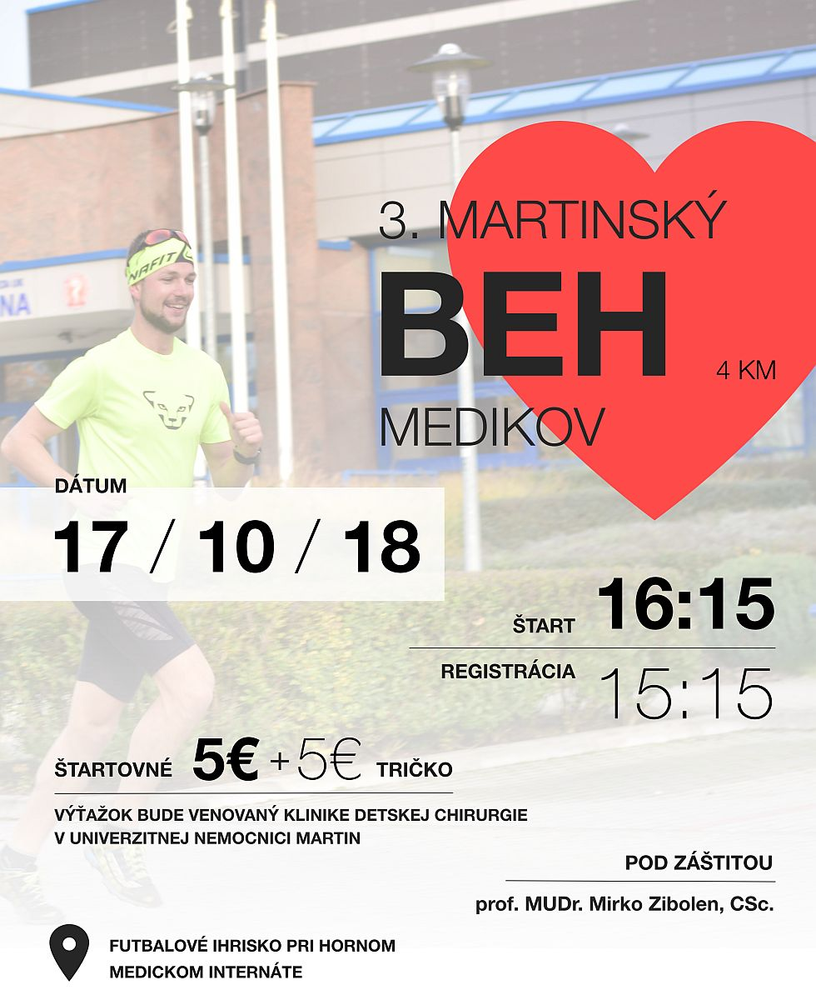 3. MARTINSKÝ
BEH
4 KM
MEDIKOV
NAFIT
NA
DÁTUM
17 / 10 / 18
ŠTART 16:15
REGISTRÁCIA 15:15
ŠTARTOVNÉ 5€ + 5€ TRIČKO
VÝŤAŽOK BUDE VENOVANÝ KLINIKE DETSKEJ CHIRURGIE
V UNIVERZITNEJ NEMOCNICI MARTIN
POD ZÁŠTITOU
prof. MUDr. Mirko Zibolen, CSc.
FUTBALOVÉ IHRISKO PRI HORNOM
MEDICKOM INTERNÁTE